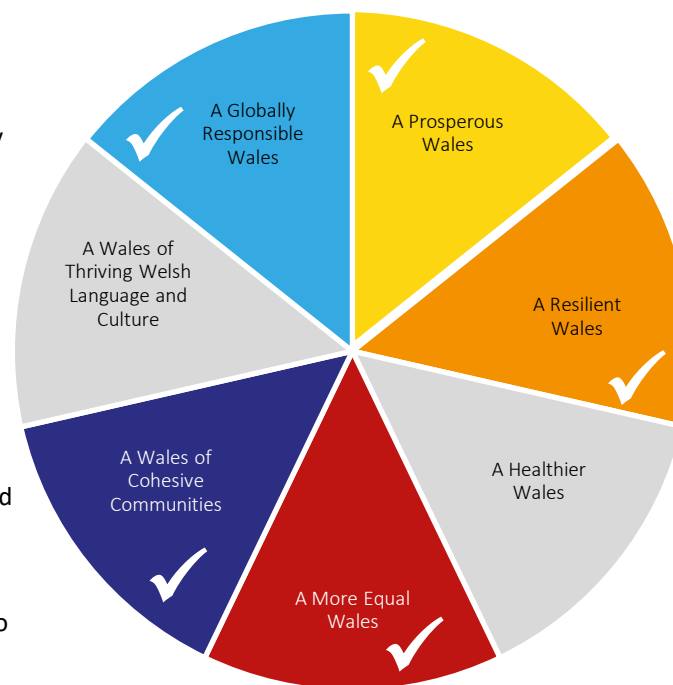 A Globally
Responsible
Wales
A Prosperous
Wales
A Resilient
Wales
A Healthier
Wales
A More Equal
Wales
A Wales of
Cohesive
Communities
A Wales of
Thriving Welsh
Language and
Culture